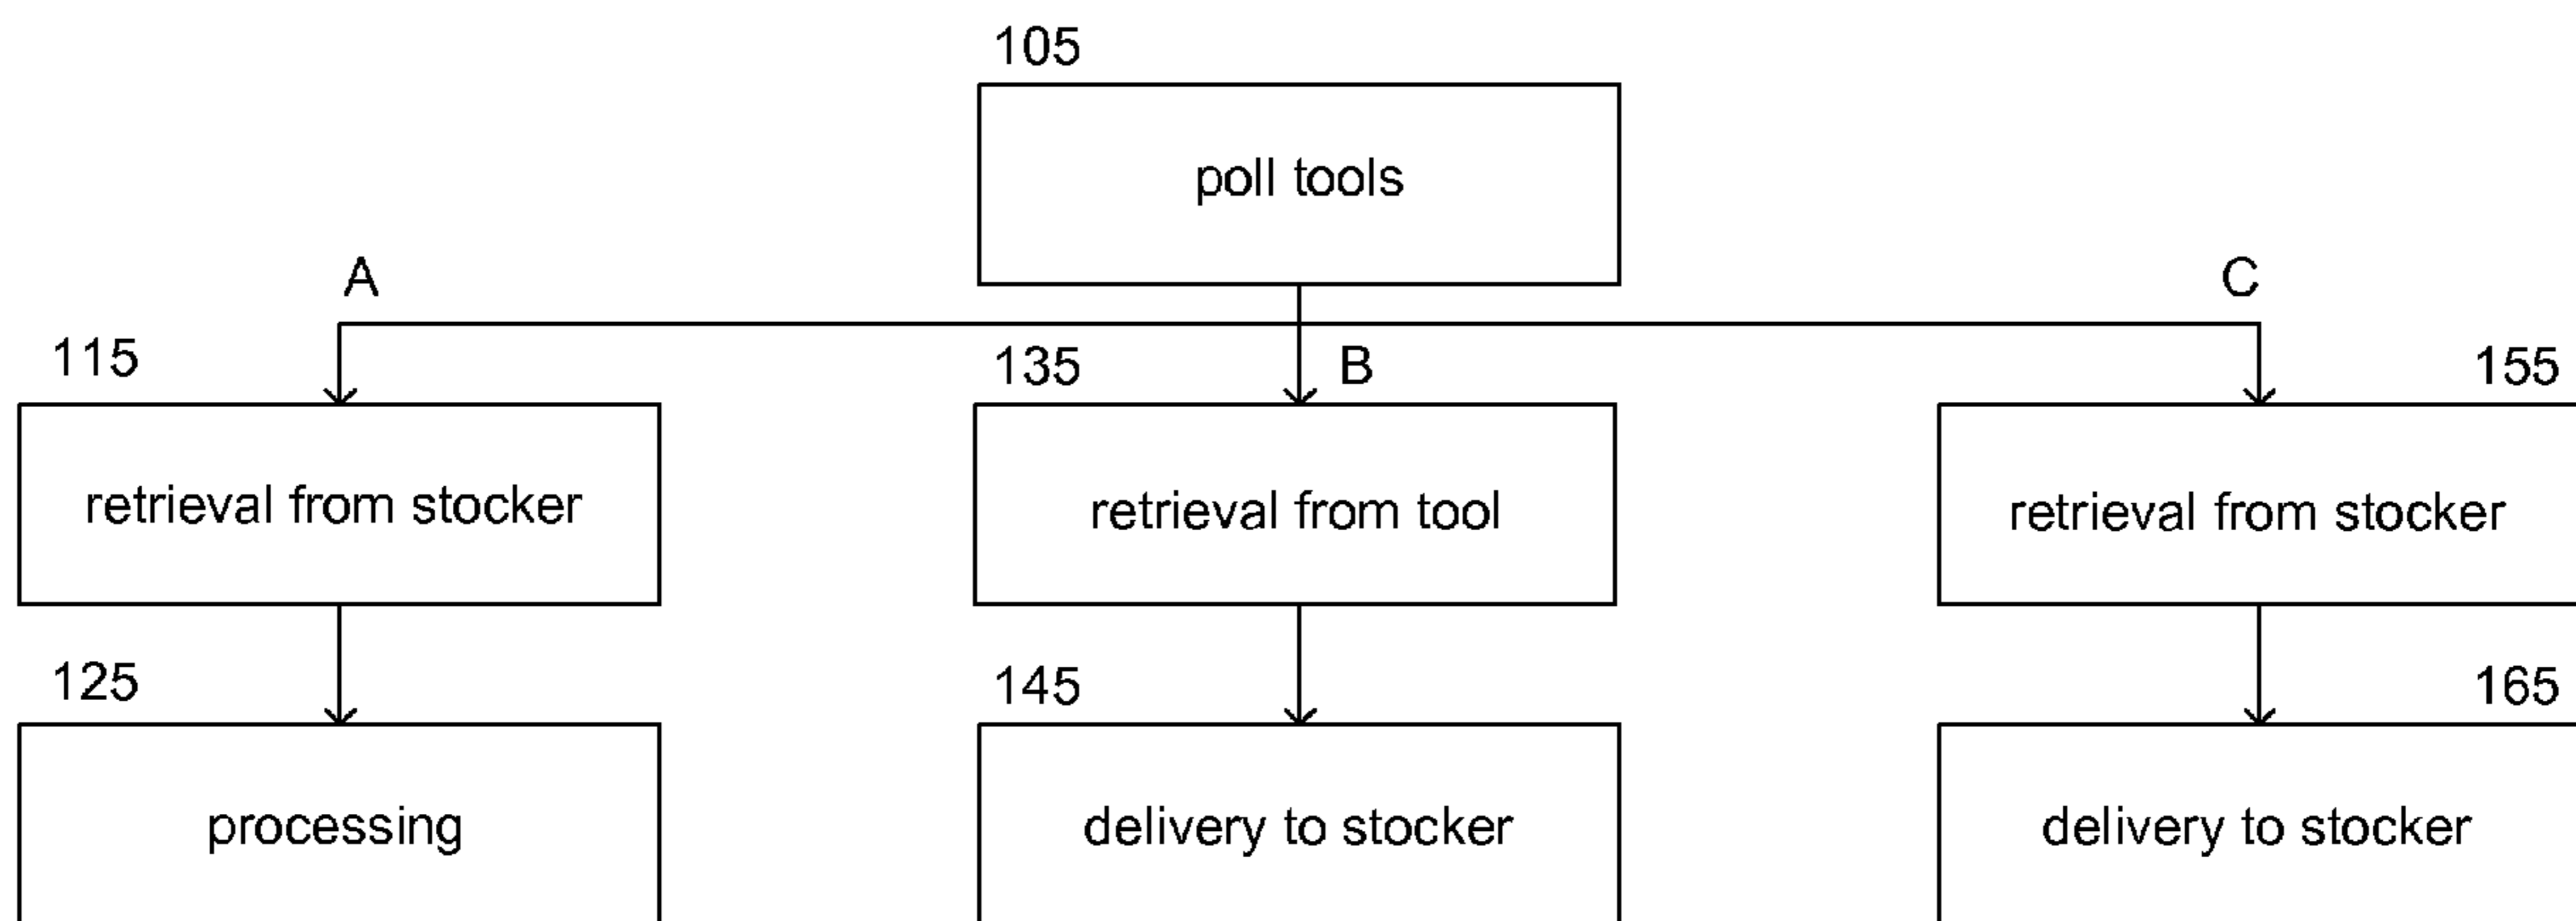 105
poll tools
A
C
115
135
B
155
retrieval from stocker
retrieval from tool
retrieval from stocker
125
145
165
processing
delivery to stocker
delivery to stocker